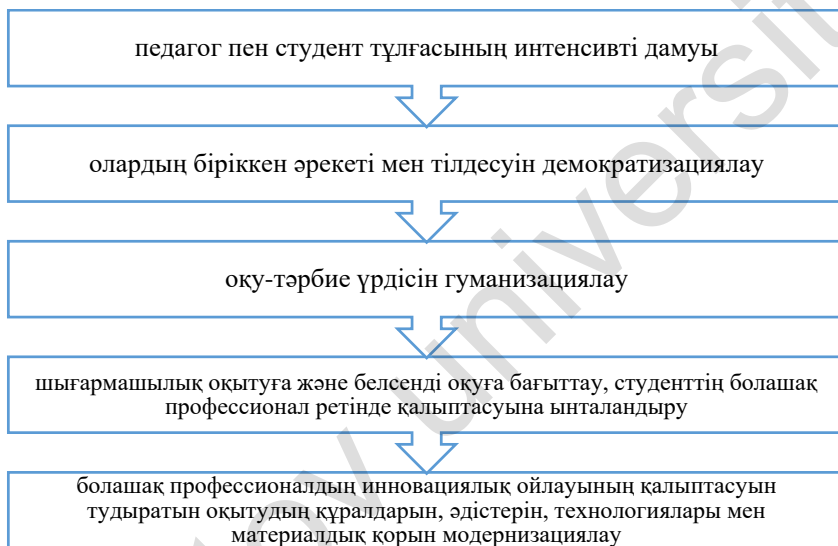 педагог пен студент тұлғасының интенсивті дамуы
олардың біріккен әрекеті мен тілдесуін демократизациялау
оқу-тәрбие үрдісін гуманизациялау
шығармашылық оқытуға және белсенді оқуға бағыттау, студенттің болашақ
профессионал ретінде қалыптасуына ынталандыру
болашақ профессионалдың инновациялық ойлауының қалыптасуын
тудыратын оқытудың құралдарын, әдістерін, технологиялары мен
материалдық қорын модернизациялау